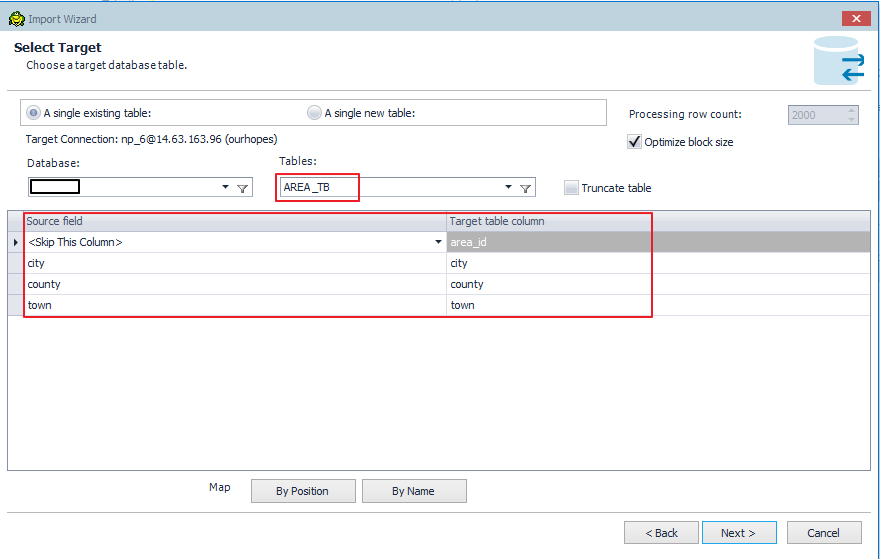 Import Wizard
Select Target
Choose a target database table.
A single existing table:
A single new table:
Processing row count:
2000
Target Connection: np_6@14.63.163.96 (ourhopes)
Optimize block size
Database:
Tables:
AREA_TB
Truncate table
Source field
Target table column
<Skip This Column>
area_id
city
city
county
county
town
town
Map
By Position
By Name
< Back
Next >
Cancel